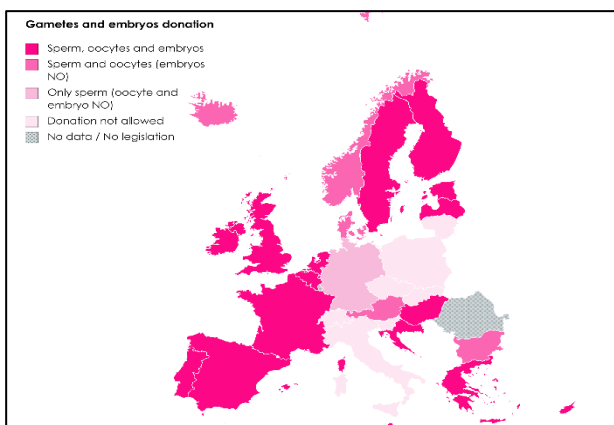 Gametes and embryos donation
Sperm, oocytes and embryos
Sperm and oocytes (embryos
NO)
Only sperm (oocyte and
embryo NO)
Donation not allowed
No data / No legislation